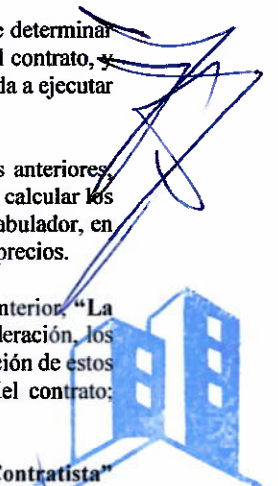 e determinar
el contrato, y
da a ejecutar
s anteriores,
calcular los
abulador, en
precios.
nterior, “La
deración, los
ción de estos
el contrato;
Contratista”